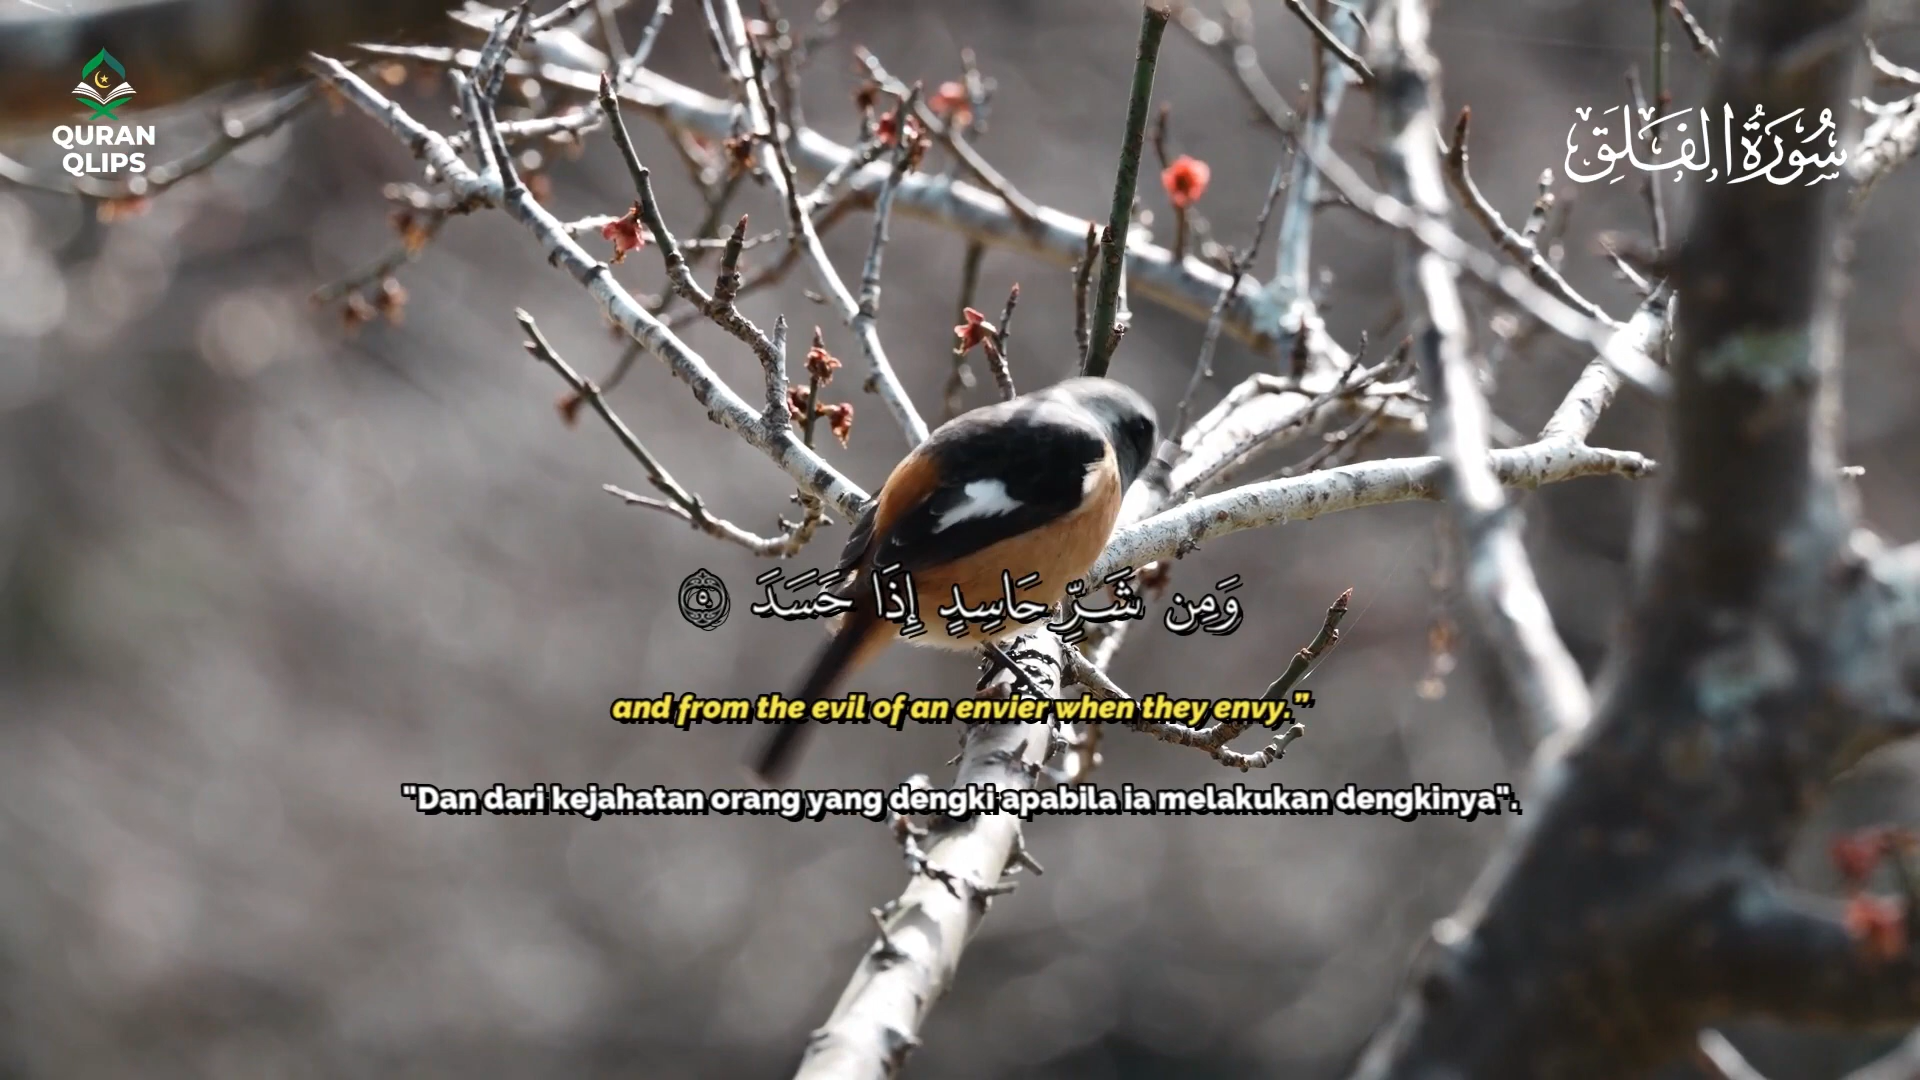 QURAN
QLIPS
سُورَةُ الفَلَقِ
وَمِن شَرِّ حَاسِدٍ إِذَا حَسَدَ ۝٥
and from the evil of an envier when they envy.”
"Dan dari kejahatan orang yang dengki apabila ia melakukan dengkinya".